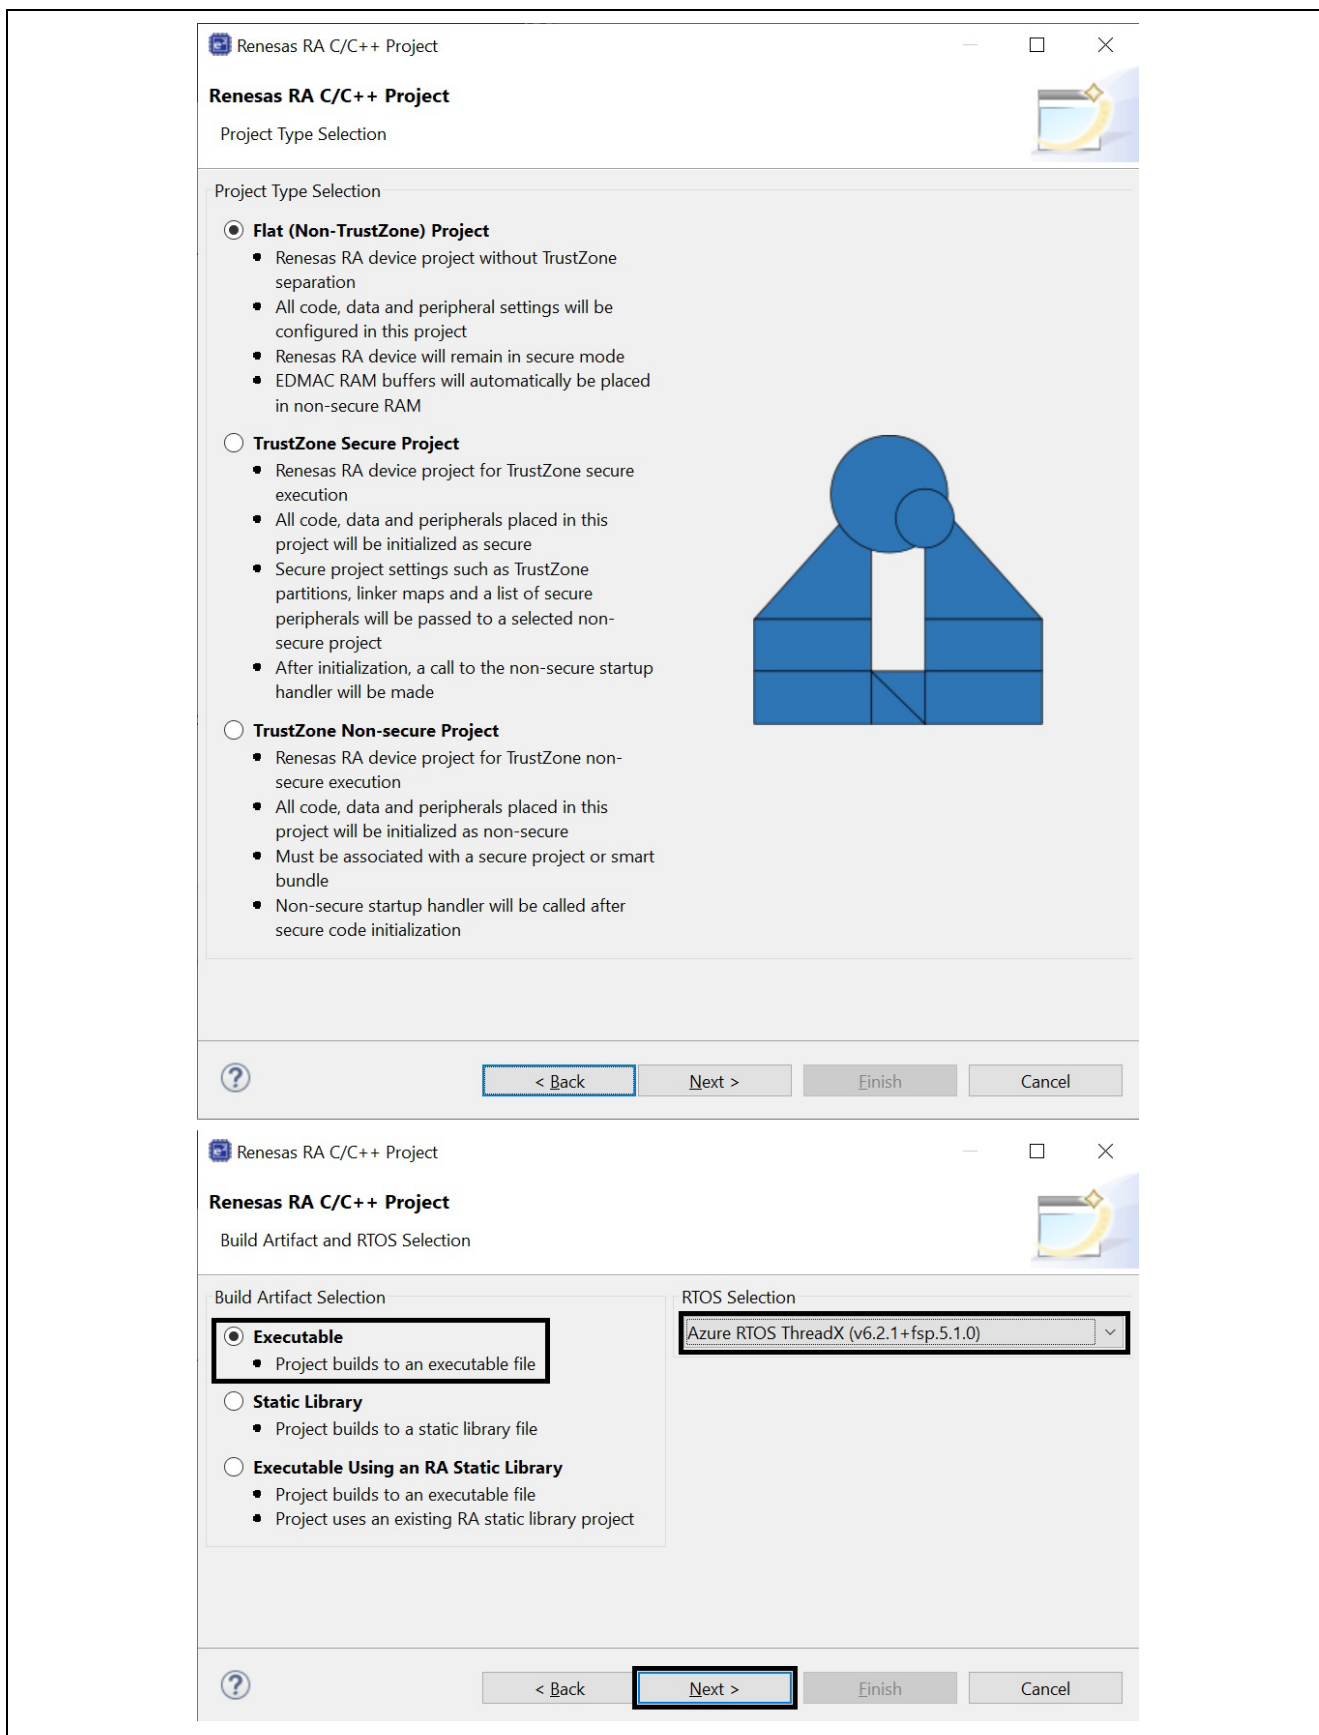 Renesas RA C/C++ Project
Renesas RA C/C++ Project
Project Type Selection
Project Type Selection
Flat (Non-TrustZone) Project
Renesas RA device project without TrustZone
separation
All code, data and peripheral settings will be
configured in this project
Renesas RA device will remain in secure mode
EDMAC RAM buffers will automatically be placed
in non-secure RAM
TrustZone Secure Project
Renesas RA device project for TrustZone secure
execution
All code, data and peripherals placed in this
project will be initialized as secure
Secure project settings such as TrustZone
partitions, linker maps and a list of secure
peripherals will be passed to a selected non-
secure project
After initialization, a call to the non-secure startup
handler will be made
TrustZone Non-secure Project
Renesas RA device project for TrustZone non-
secure execution
All code, data and peripherals placed in this
project will be initialized as non-secure
Must be associated with a secure project or smart
bundle
Non-secure startup handler will be called after
secure code initialization
< Back Next > Finish Cancel
Renesas RA C/C++ Project
Renesas RA C/C++ Project
Build Artifact and RTOS Selection
Build Artifact Selection
Executable
Project builds to an executable file
Static Library
Project builds to a static library file
Executable Using an RA Static Library
Project builds to an executable file
Project uses an existing RA static library project
RTOS Selection
Azure RTOS ThreadX (v6.2.1+fsp.5.1.0)
< Back Next > Finish Cancel